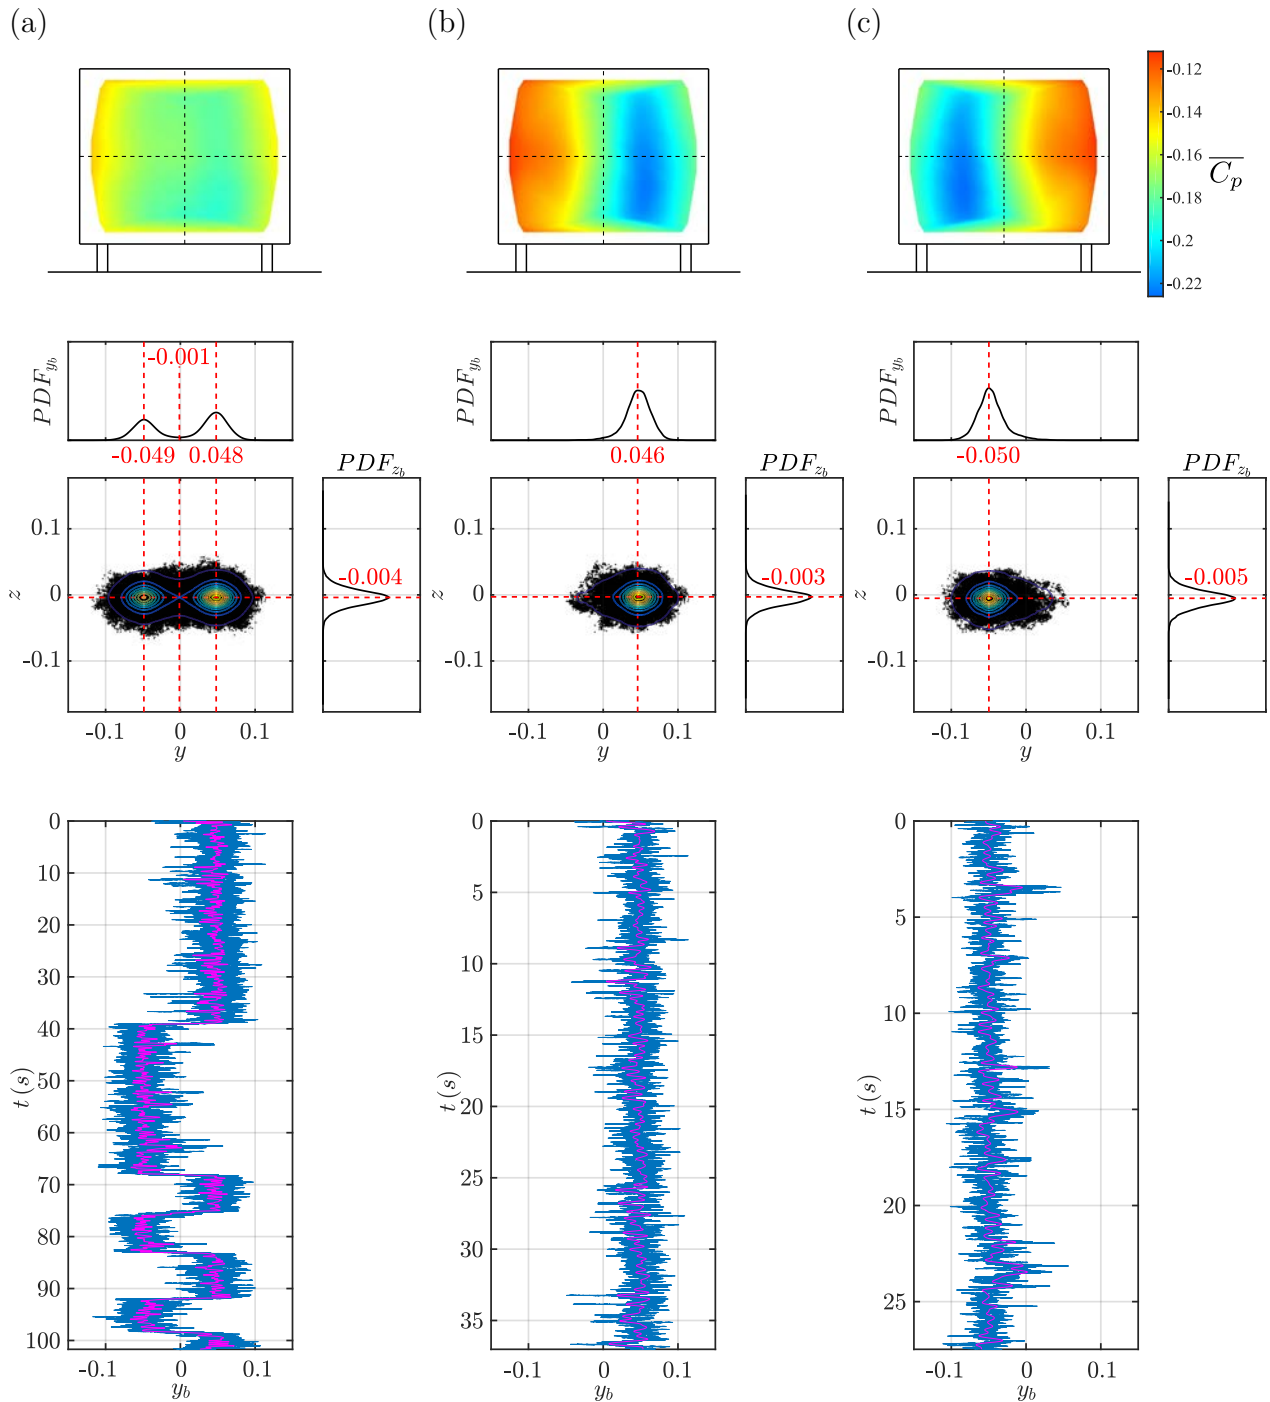 (a) (b) (c)
-0.12
-0.14
-0.16
-0.18
-0.2
-0.22
$\overline{C_p}$
PDF_{y_b} -0.001 PDF_{y_b} PDF_{y_b}
-0.049 0.048 0.046 -0.050
PDF_{z_b} PDF_{z_b} PDF_{z_b}
0.1 0.1 0.1
-0.004 -0.003 -0.005
z 0 z 0 z 0
-0.1 -0.1 -0.1
-0.1 0 0.1 -0.1 0 0.1 -0.1 0 0.1
y y y
0
10
20
30
40
50
60
70
80
90
100
t (s)
-0.1 0 0.1
y_b
0
5
10
15
20
25
30
35
t (s)
-0.1 0 0.1
y_b
0
5
10
15
20
25
t (s)
-0.1 0 0.1
y_b